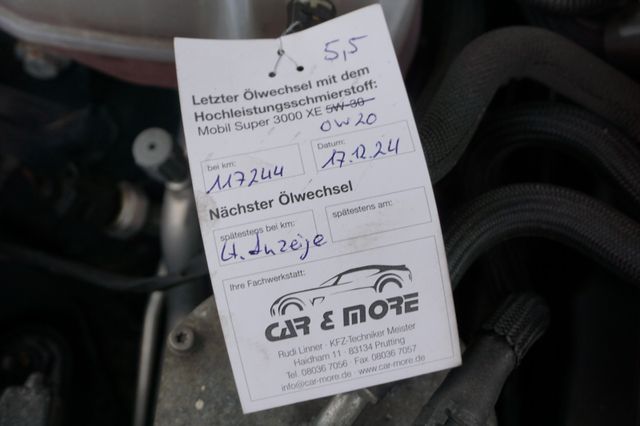 5,5
Letzter Ölwechsel mit dem
Hochleistungsschmierstoff:
Mobil Super 3000 XE 5W-30
0W20
bei km:
117244
Datum:
17.12.24
Nächster Ölwechsel
spätestens bei km:
lt. Anzeige
spätestens am:
Ihre Fachwerkstatt:
CAR & MORE
Rudi Linner · KFZ-Techniker Meister
Haidham 11 · 83134 Prutting
Tel. 08036 7056 · Fax 08036 7057
info@car-more.de · www.car-more.de